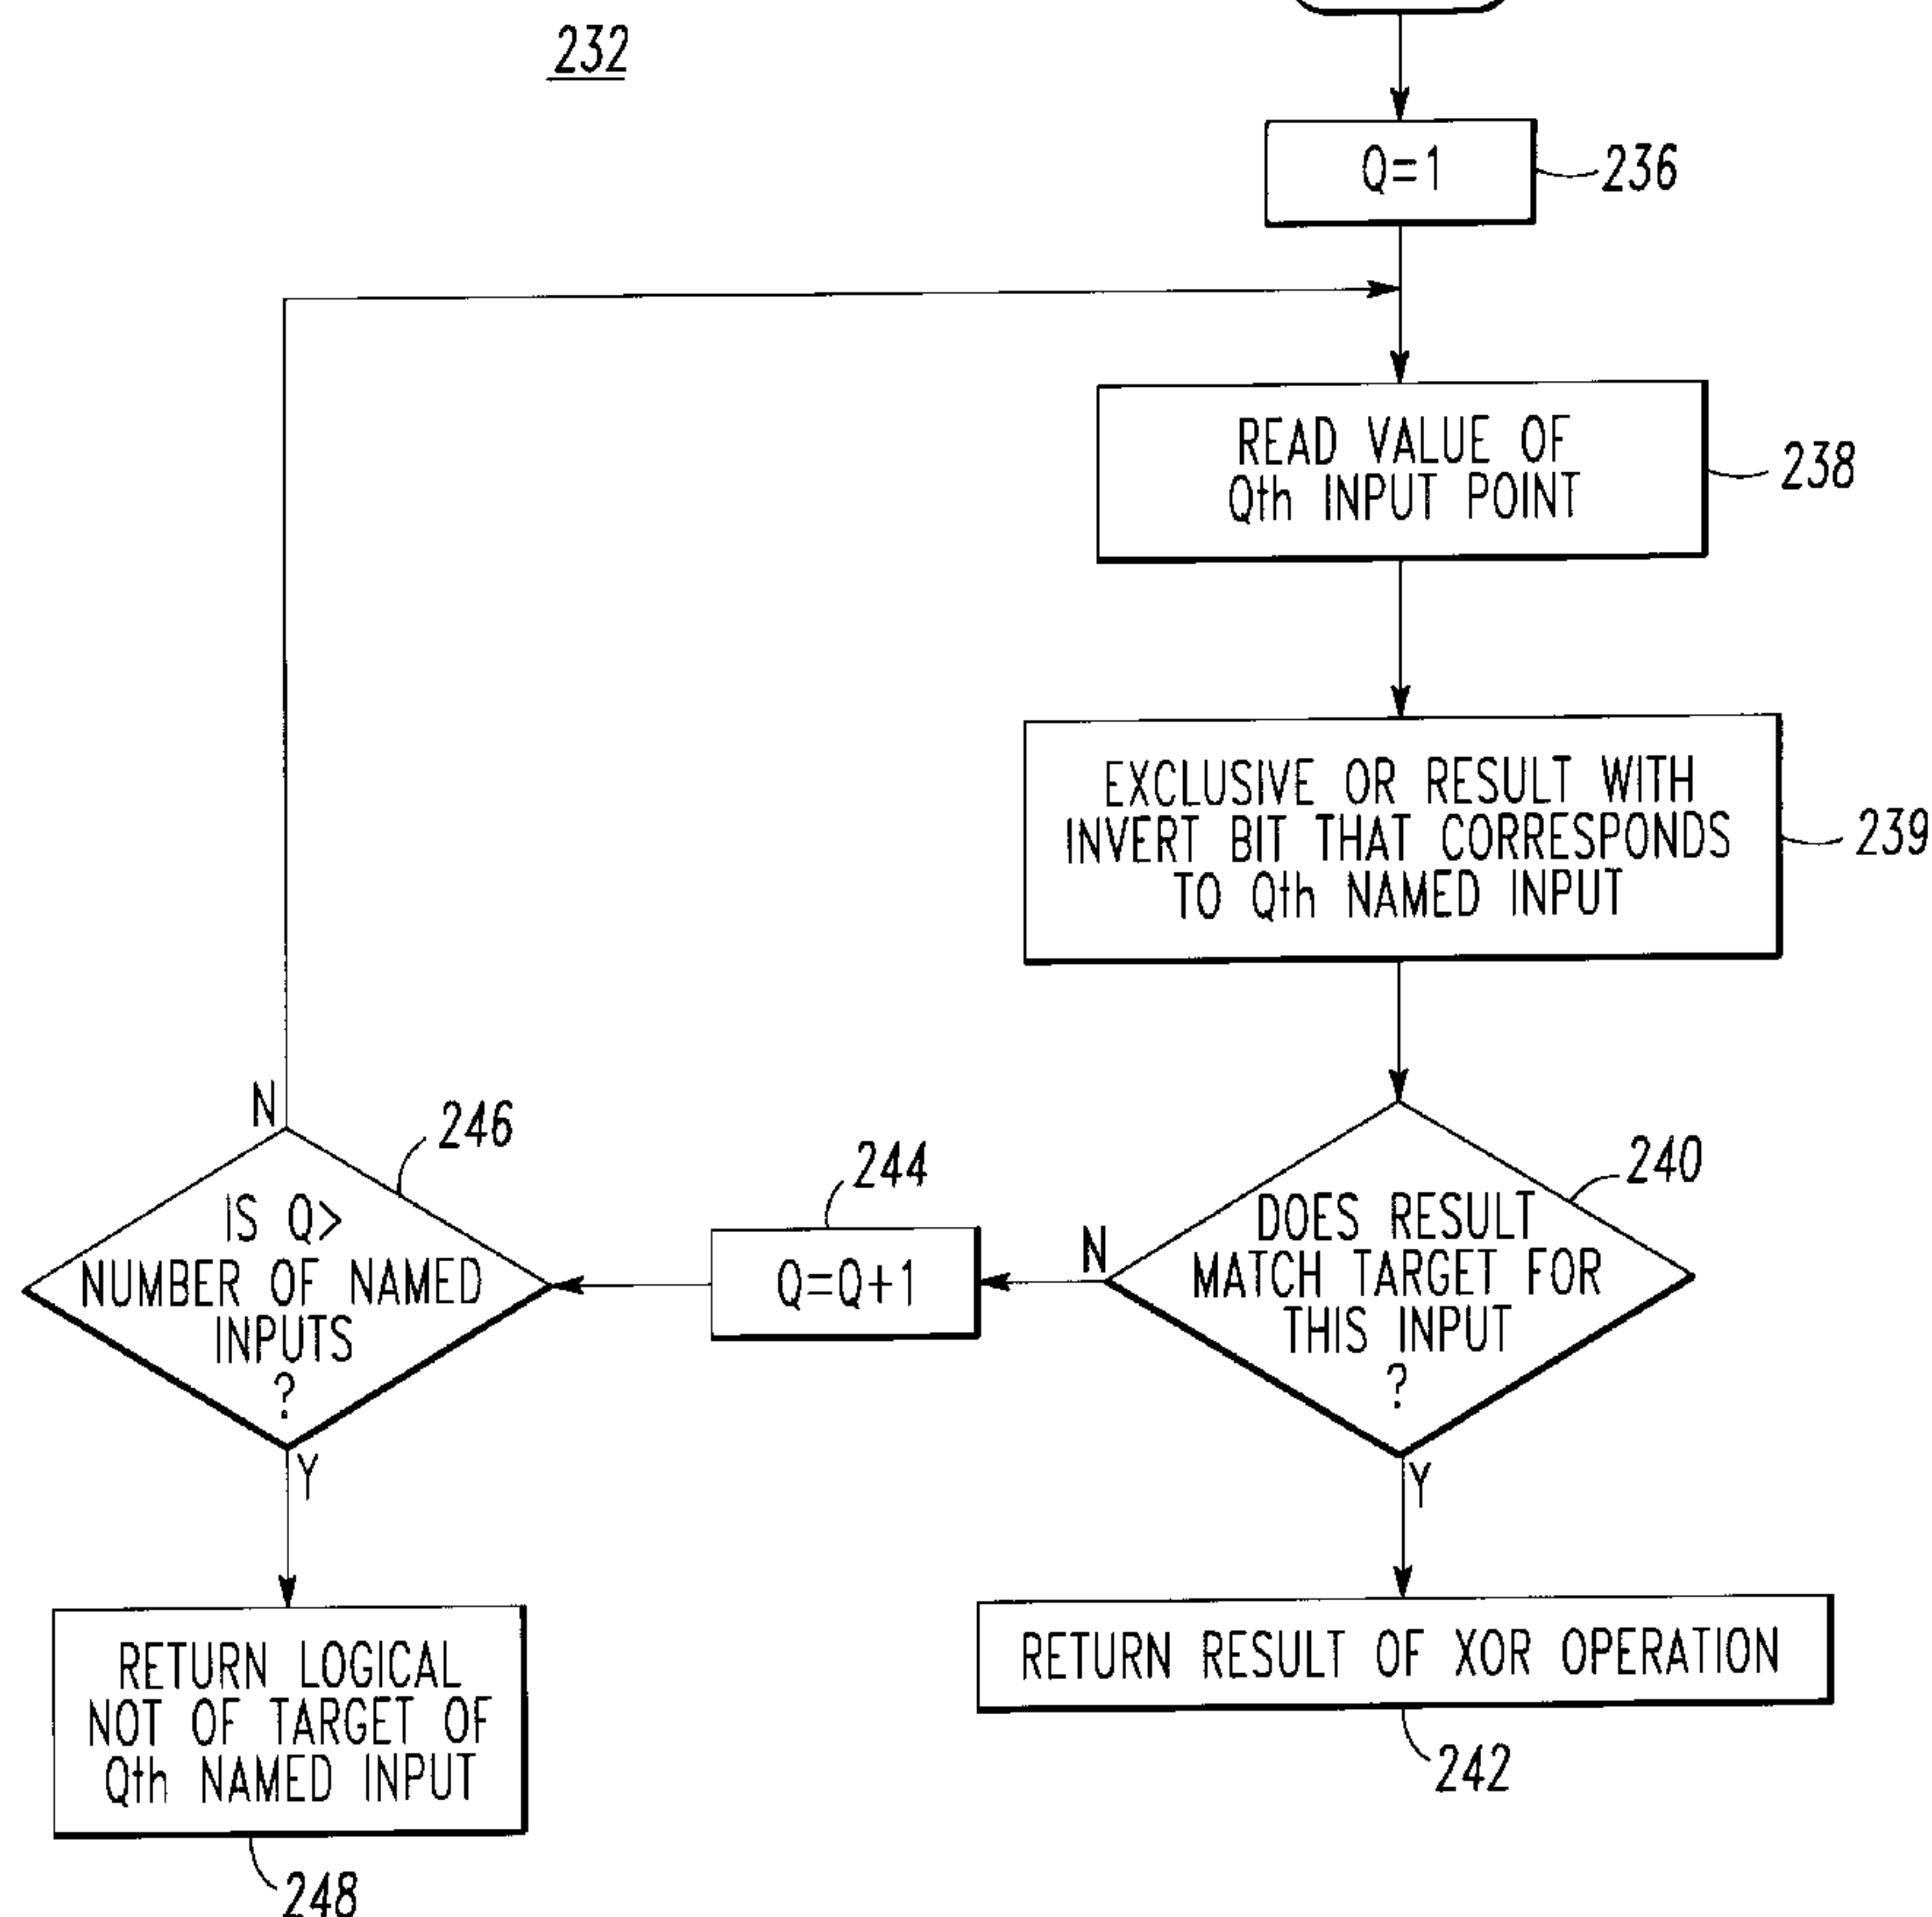 232
Q=1
236
READ VALUE OF
Qth INPUT POINT
238
EXCLUSIVE OR RESULT WITH
INVERT BIT THAT CORRESPONDS
TO Qth NAMED INPUT
239
DOES RESULT
MATCH TARGET FOR
THIS INPUT
?
240
N
Y
Q=Q+1
244
IS Q>
NUMBER OF NAMED
INPUTS
?
246
N
Y
RETURN LOGICAL
NOT OF TARGET OF
Qth NAMED INPUT
248
RETURN RESULT OF XOR OPERATION
242